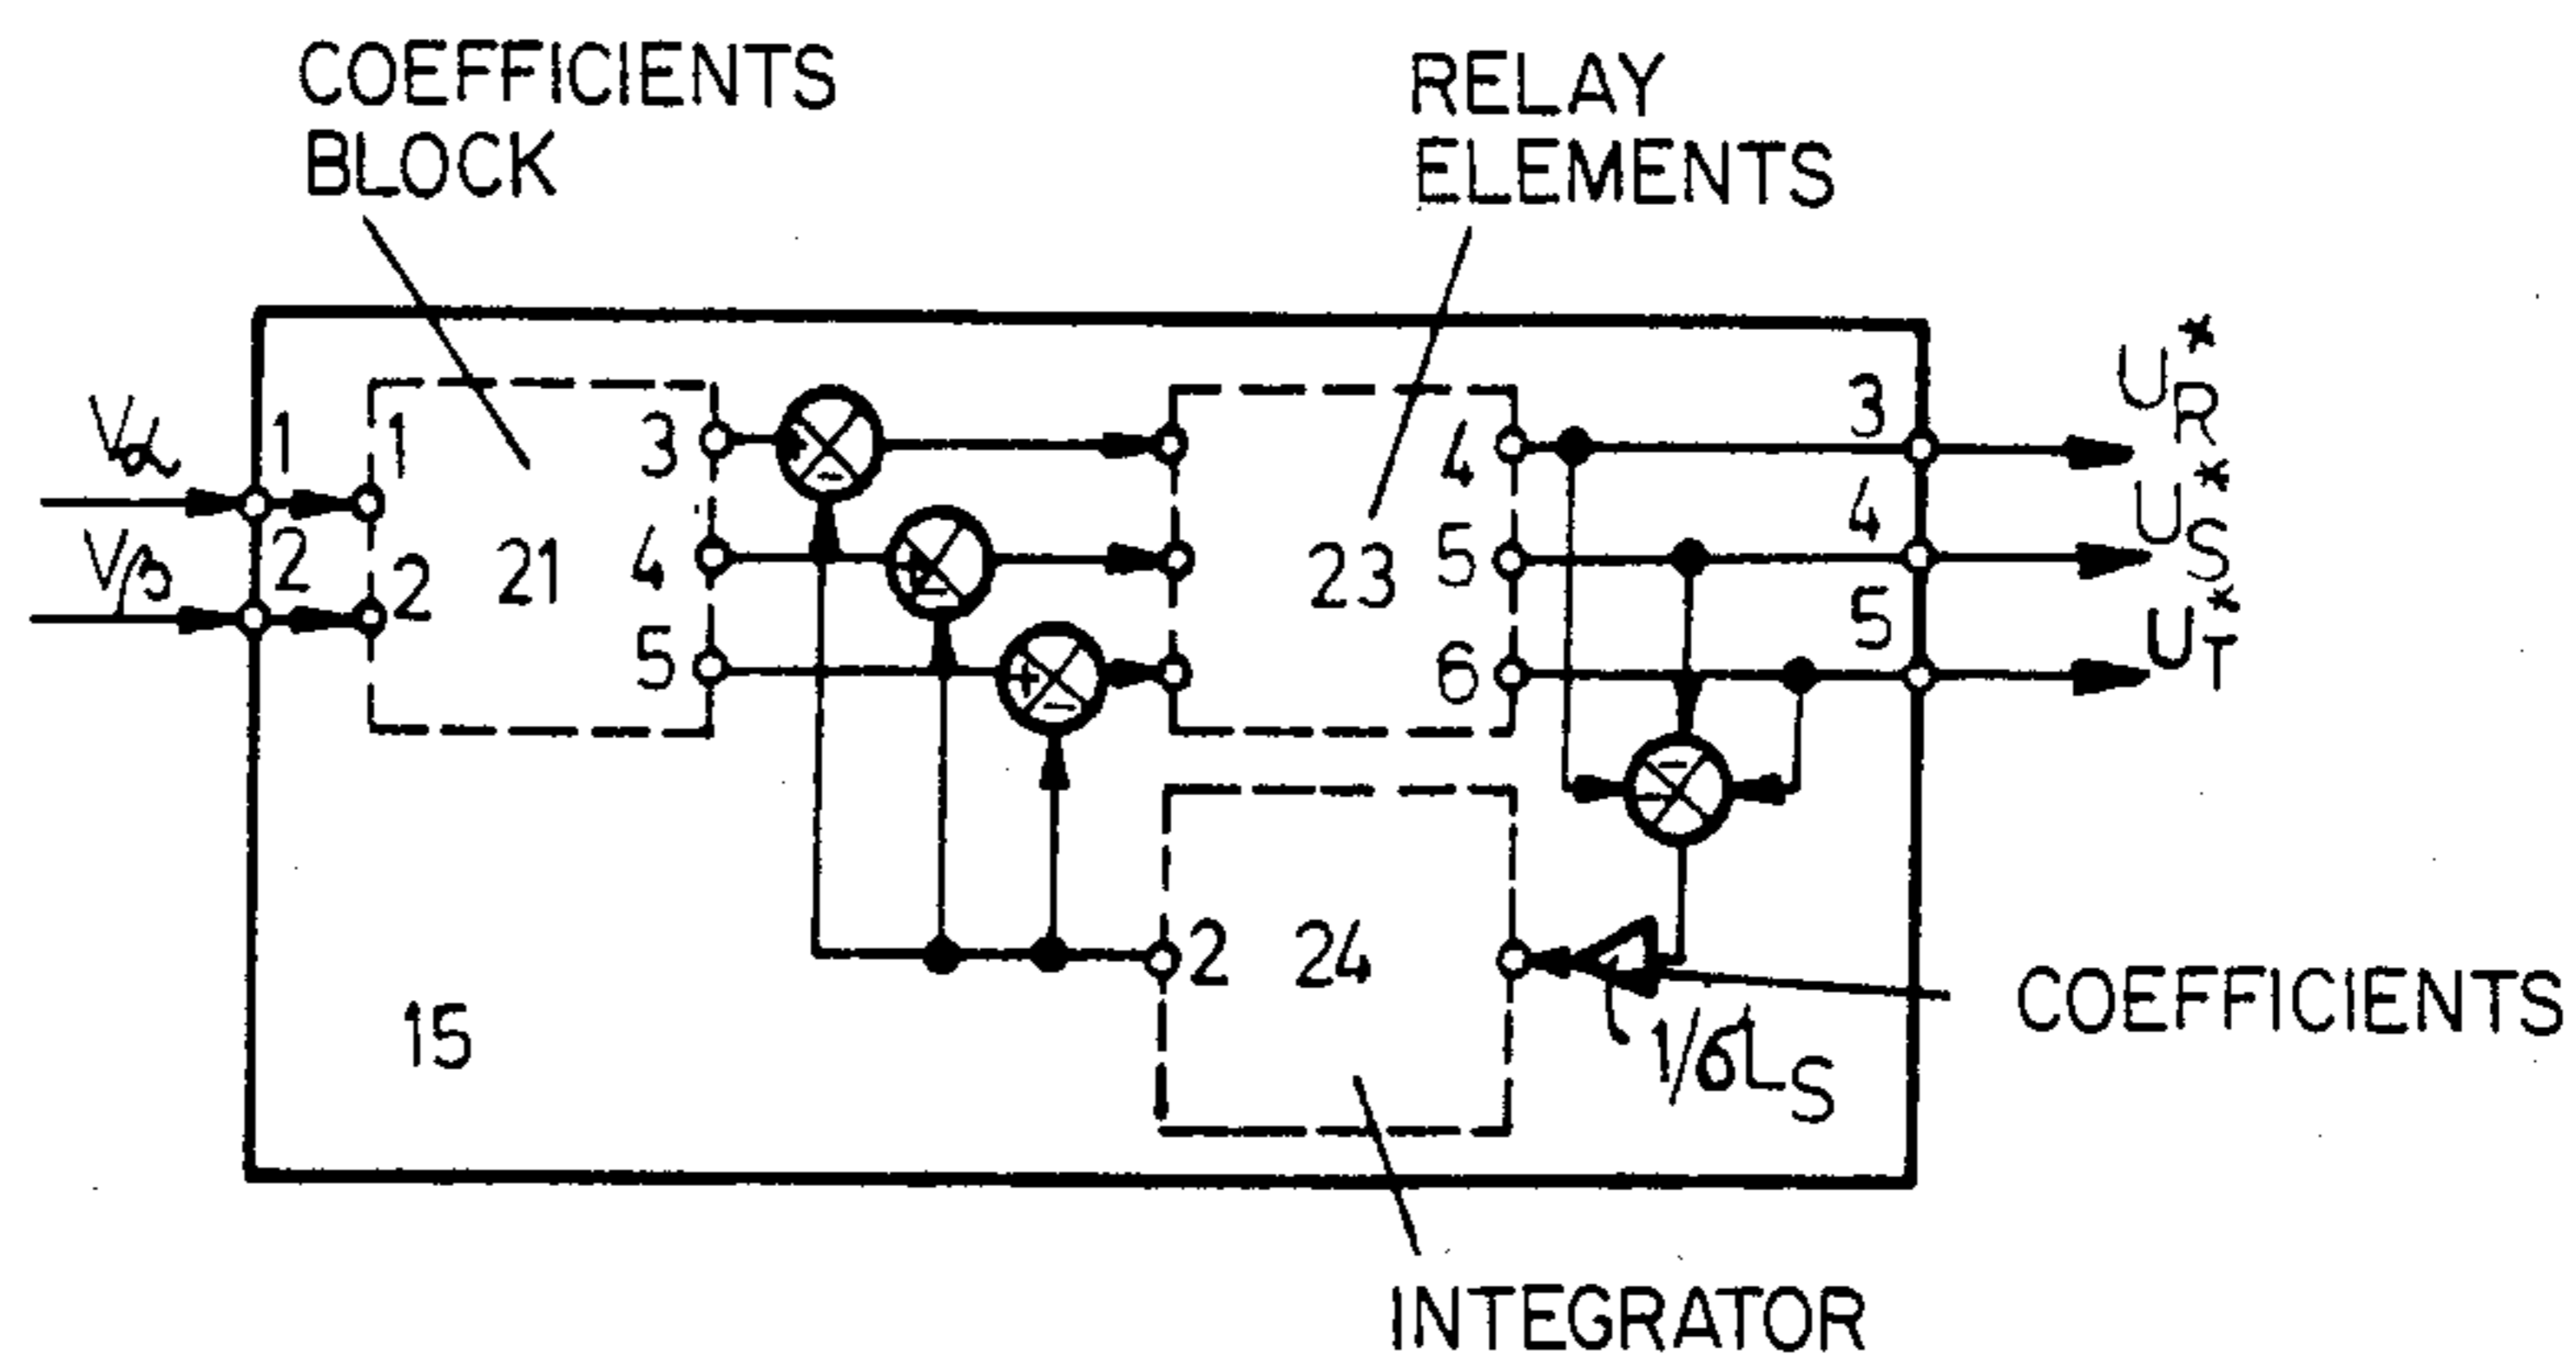 COEFFICIENTS
BLOCK
RELAY
ELEMENTS
Vα
Vβ
1
2
1
2
21
3
4
5
23
4
5
6
3
4
5
U*R
U*S
U*T
2
24
15
1/6LS
COEFFICIENTS
INTEGRATOR